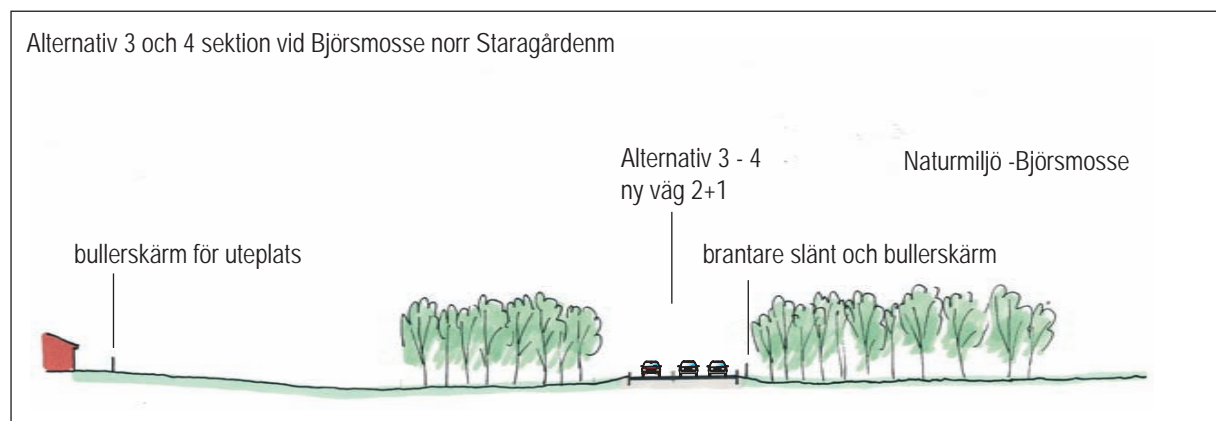 Alternativ 3 och 4 sektion vid Björsmosse norr Staragårdenm
Alternativ 3 - 4
ny väg 2+1
Naturmiljö -Björsmosse
bullerskärm för uteplats
brantare slänt och bullerskärm